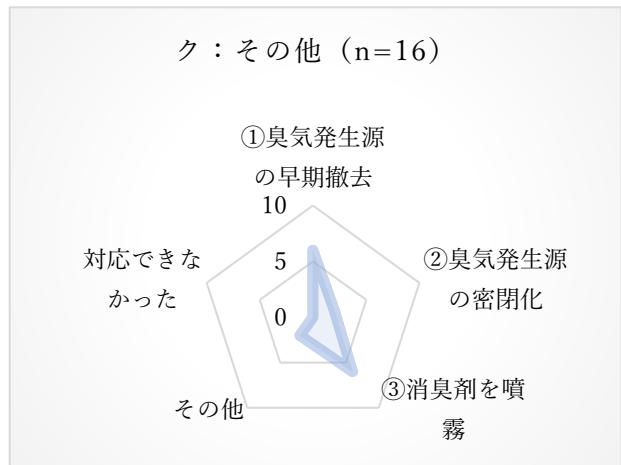 ク：その他（n=16）
①臭気発生源
の早期撤去
10
5
0
対応できな
かった
②臭気発生源
の密閉化
その他
③消臭剤を噴
霧